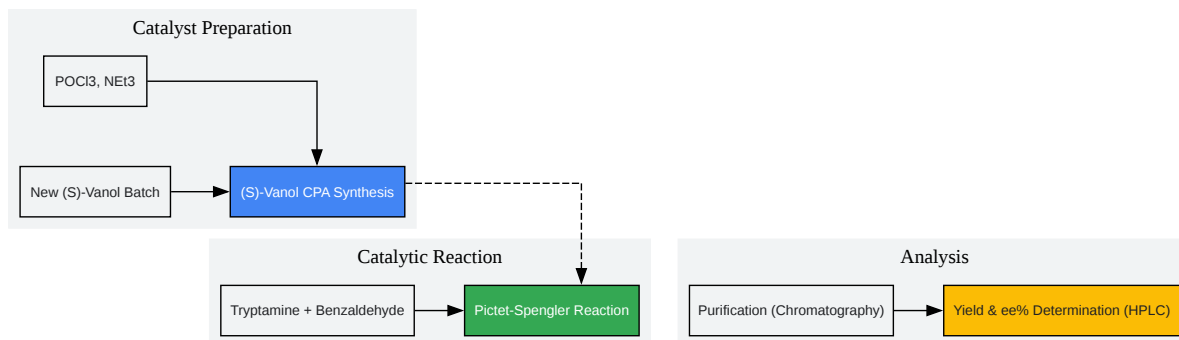 Catalyst Preparation
POCl3, NEt3
New (S)-Vanol Batch
(S)-Vanol CPA Synthesis
Catalytic Reaction
Tryptamine + Benzaldehyde
Pictet-Spengler Reaction
Analysis
Purification (Chromatography)
Yield & ee% Determination (HPLC)